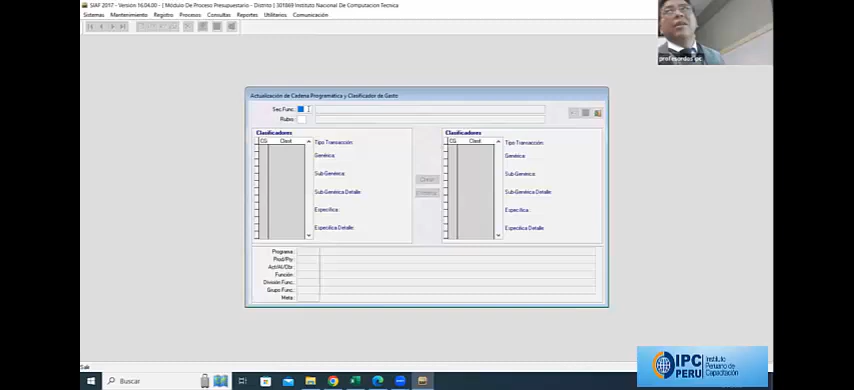 SIAF 2017 - Versión 16.04.00 - [ Módulo De Proceso Presupuestario - Distrito ] 301869 Instituto Nacional De Computacion Tecnica
Sistemas Mantenimiento Registro Procesos Consultas Reportes Utilitarios Comunicación
profesordas ipc
Actualización de Cadena Programática y Clasificador de Gasto
Sec.Func.:
Rubro:
Clasificadores
CG Clasif
Tipo Transacción:
Genérica:
Sub-Genérica:
Sub-Genérica Detalle:
Específica:
Específica Detalle:
Clasificadores
CG Clasif
Tipo Transacción:
Genérica:
Sub-Genérica:
Sub-Genérica Detalle:
Específica:
Específica Detalle:
Programa:
Prod/Pry:
Act/AI/Obr:
Función:
División Func.:
Grupo Func.:
Meta:
Salir
Buscar
IPC PERU
Instituto Peruano de Capacitación